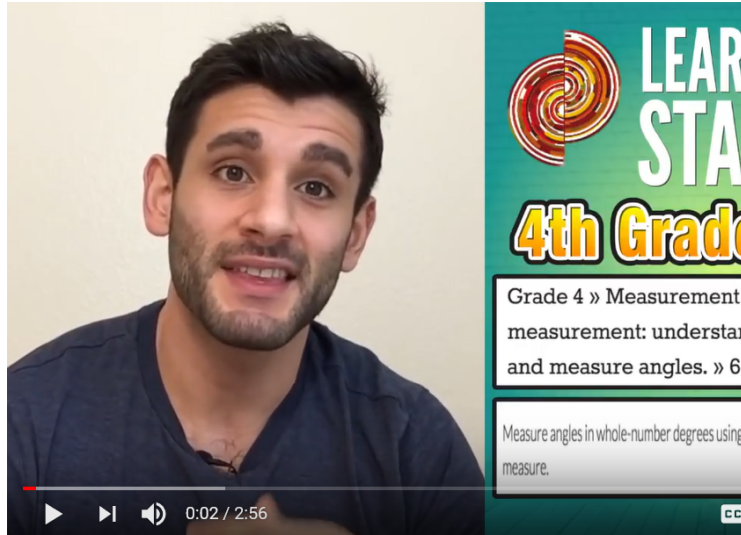 LEAR
STA
4th Grade
Grade 4 » Measurement
measurement: understa
and measure angles. » 6
Measure angles in whole-number degrees using
measure.
0:02 / 2:56
CC